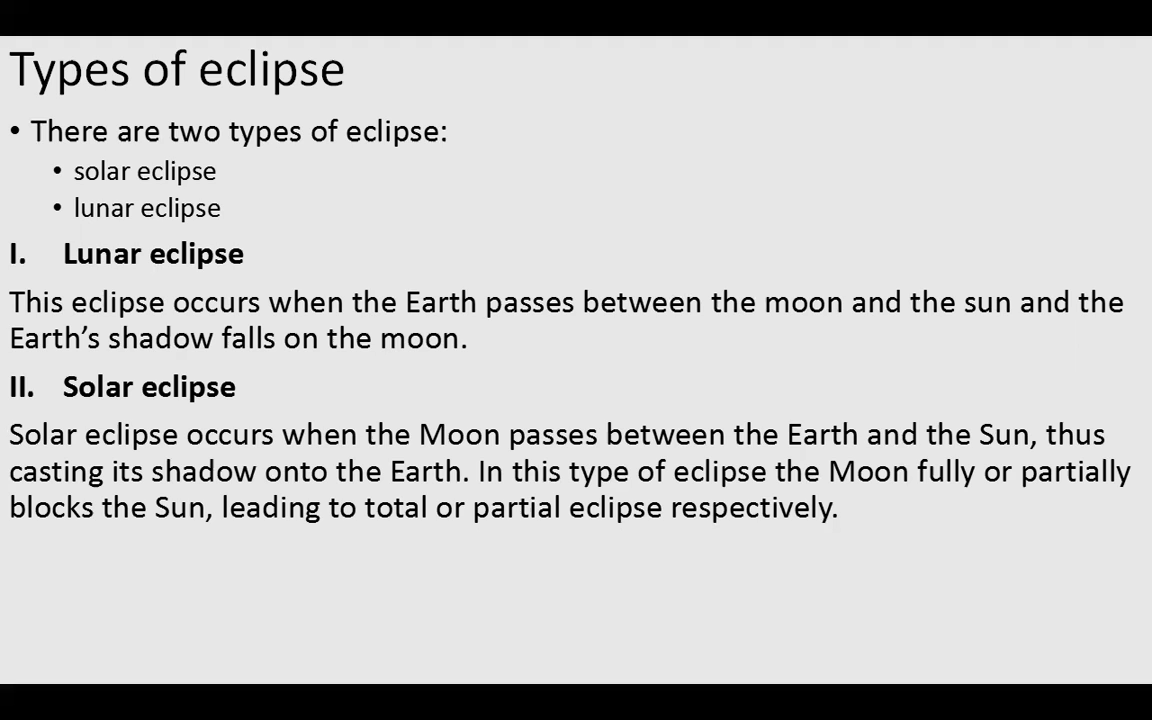 Types of eclipse
• There are two types of eclipse:
• solar eclipse
• lunar eclipse
I. Lunar eclipse
This eclipse occurs when the Earth passes between the moon and the sun and the
Earth’s shadow falls on the moon.
II. Solar eclipse
Solar eclipse occurs when the Moon passes between the Earth and the Sun, thus
casting its shadow onto the Earth. In this type of eclipse the Moon fully or partially
blocks the Sun, leading to total or partial eclipse respectively.